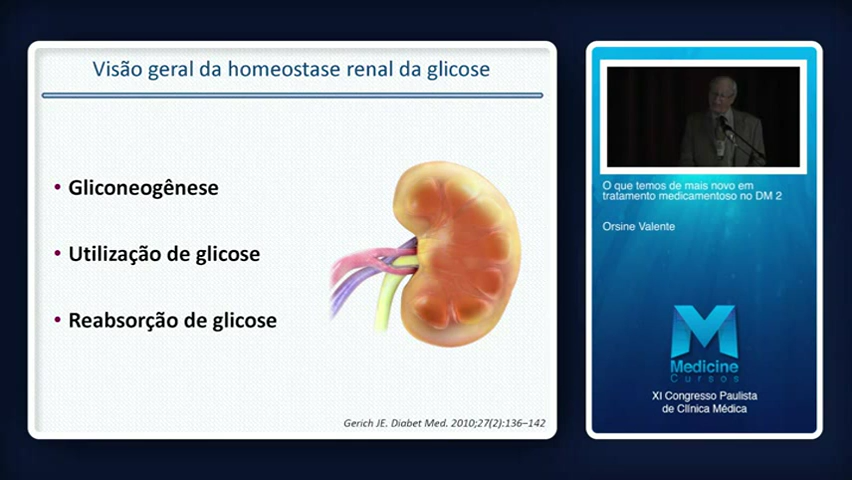 Visão geral da homeostase renal da glicose
• Gliconeogênese
• Utilização de glicose
• Reabsorção de glicose
Gerich JE. Diabet Med. 2010;27(2):136–142
O que temos de mais novo em
tratamento medicamentoso no DM 2
Orsine Valente
Medicine
Cursos
XI Congresso Paulista
de Clínica Médica